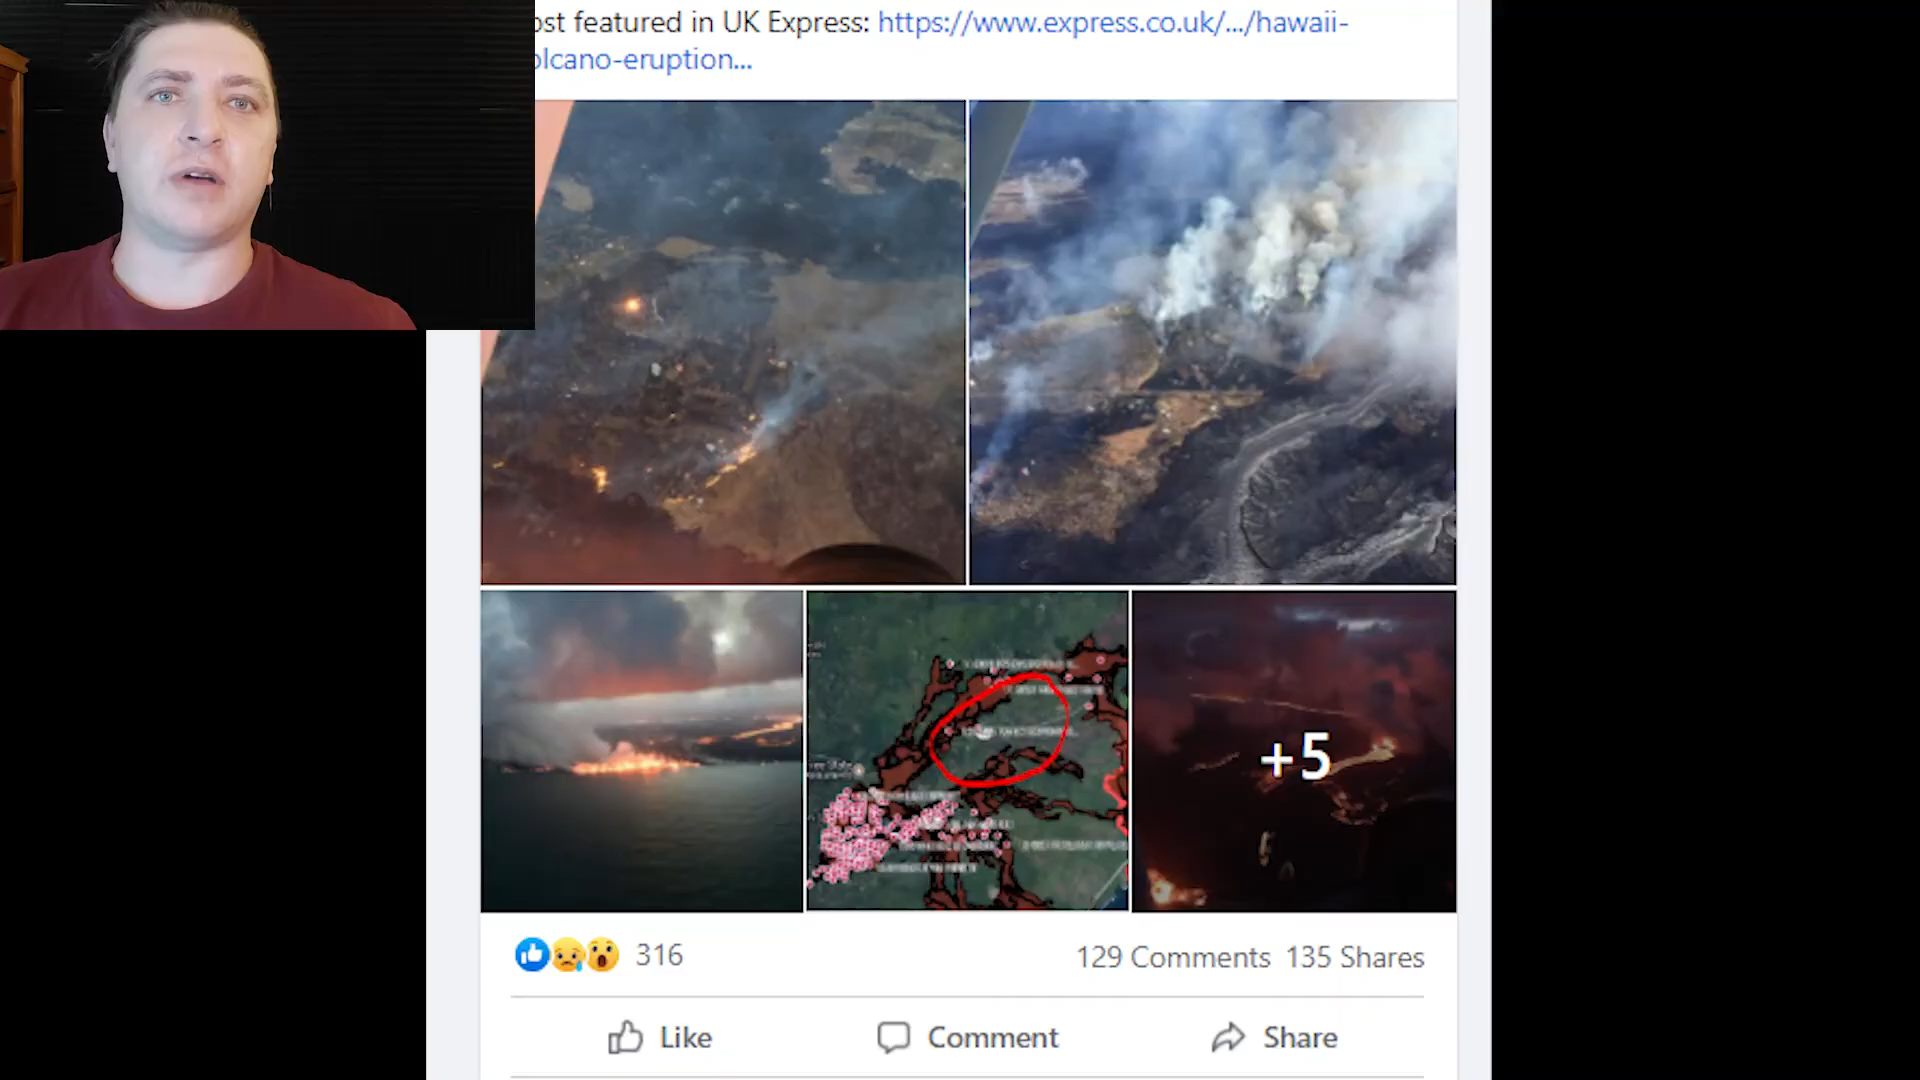 ost featured in UK Express: https://www.express.co.uk/.../hawaii-
olcano-eruption...
+5
316
129 Comments 135 Shares
Like
Comment
Share